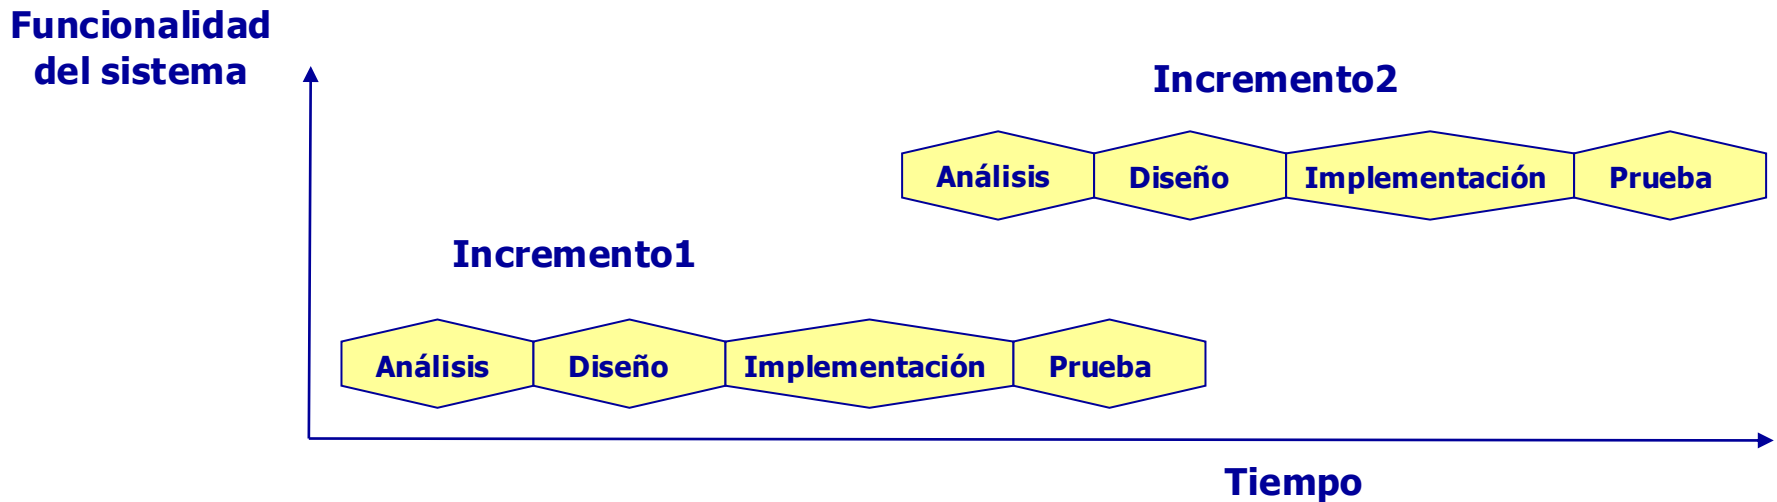 Funcionalidad
del sistema
Incremento2
Análisis Diseño Implementación Prueba
Incremento1
Análisis Diseño Implementación Prueba
Tiempo